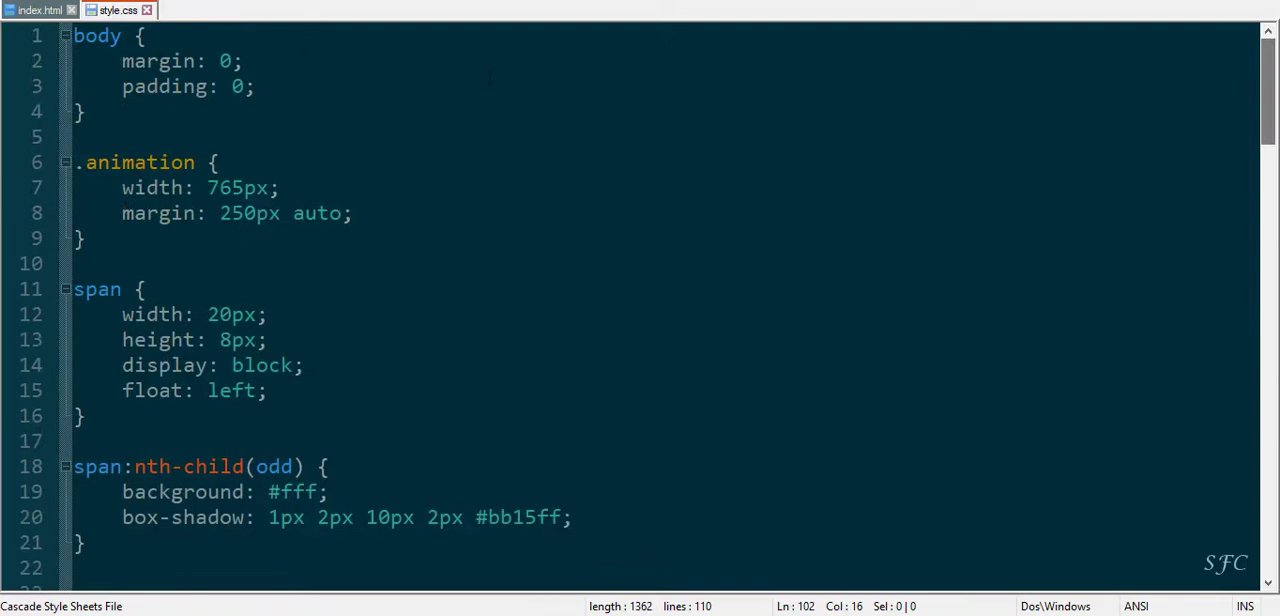 index.html style.css
1 body {
2 margin: 0;
3 padding: 0;
4 }
5
6 .animation {
7 width: 765px;
8 margin: 250px auto;
9 }
10
11 span {
12 width: 20px;
13 height: 8px;
14 display: block;
15 float: left;
16 }
17
18 span:nth-child(odd) {
19 background: #fff;
20 box-shadow: 1px 2px 10px 2px #bb15ff;
21 }
22
SFC
Cascade Style Sheets File length : 1362 lines : 110 Ln : 102 Col : 16 Sel : 0 | 0 Dos\Windows ANSI INS